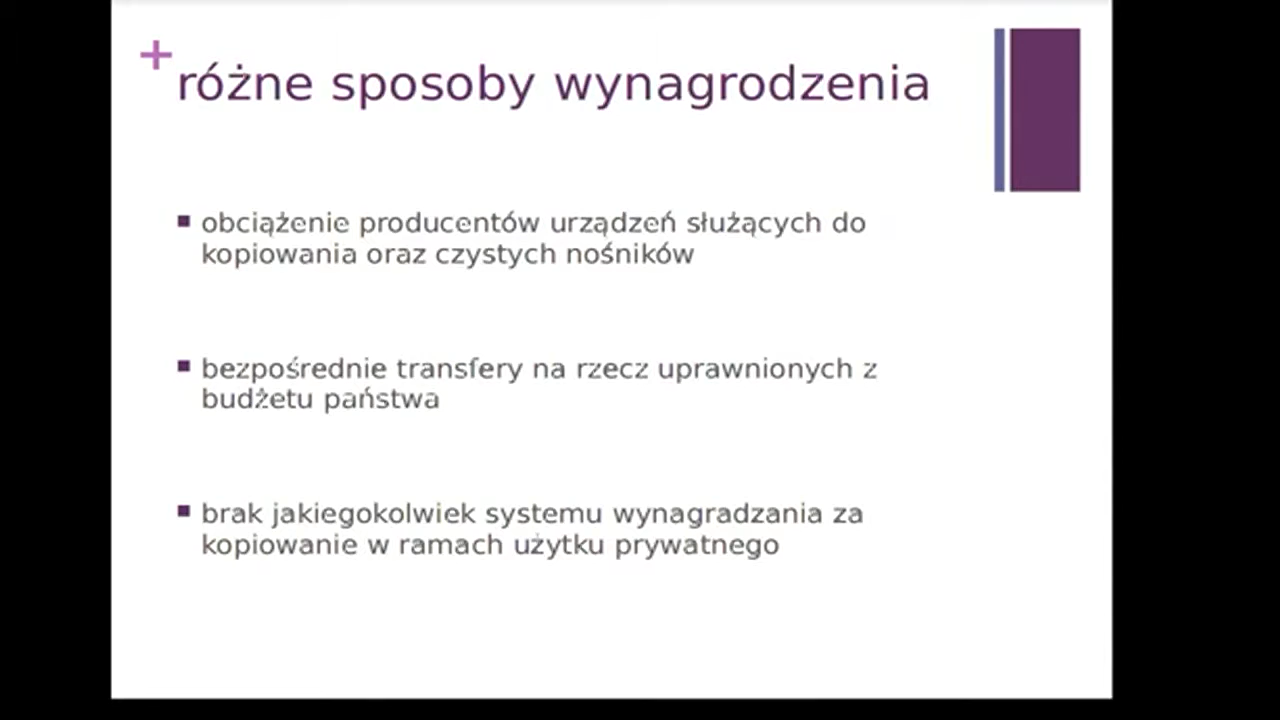 różne sposoby wynagrodzenia
obciążenie producentów urządzeń służących do
kopiowania oraz czystych nośników
bezpośrednie transfery na rzecz uprawnionych z
budżetu państwa
brak jakiegokolwiek systemu wynagradzania za
kopiowanie w ramach użytku prywatnego